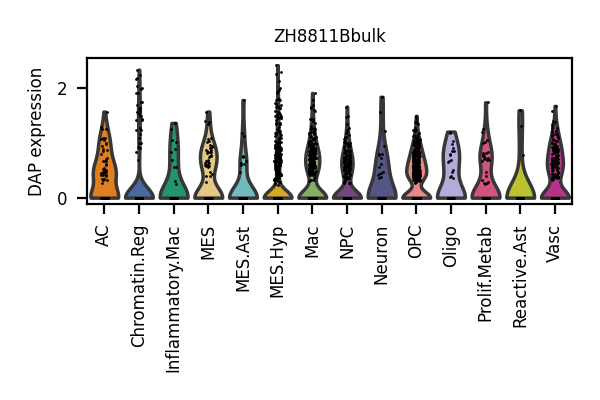 ZH8811Bbulk
DAP expression
2
0
AC
Chromatin.Reg
Inflammatory.Mac
MES
MES.Ast
MES.Hyp
Mac
NPC
Neuron
OPC
Oligo
Prolif.Metab
Reactive.Ast
Vasc